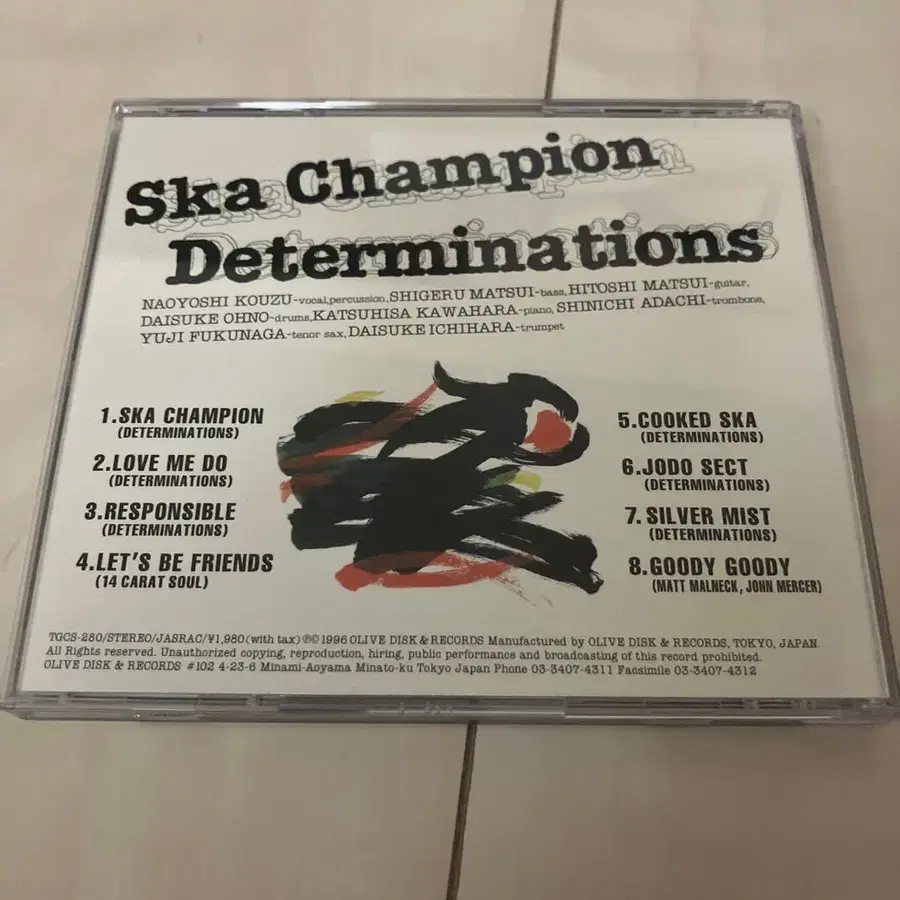 Ska Champion
Determinations
NAOYOSHI KOUZU-vocal,percussion,SHIGERU MATSUI-bass,HITOSHI MATSUI-guitar,
DAISUKE OHNO-drums,KATSUHISA KAWAHARA-piano,SHINICHI ADACHI-trombone,
YUJI FUKUNAGA-tenor sax,DAISUKE ICHIHARA-trumpet
1.SKA CHAMPION
(DETERMINATIONS)
2.LOVE ME DO
(DETERMINATIONS)
3.RESPONSIBLE
(DETERMINATIONS)
4.LET'S BE FRIENDS
(14 CARAT SOUL)
5.COOKED SKA
(DETERMINATIONS)
6.JODO SECT
(DETERMINATIONS)
7.SILVER MIST
(DETERMINATIONS)
8.GOODY GOODY
(MATT MALNECK, JOHN MERCER)
TGCS-280/STEREO/JASRAC/¥1,980(with tax)℗©1996 OLIVE DISK & RECORDS Manufactured by OLIVE DISK & RECORDS, TOKYO, JAPAN.
All Rights reserved. Unauthorized copying, reproduction, hiring, public performance and broadcasting of this record prohibited.
OLIVE DISK & RECORDS #102 4-23-6 Minami-Aoyama Minato-ku Tokyo Japan Phone 03-3407-4311 Facsimile 03-3407-4312